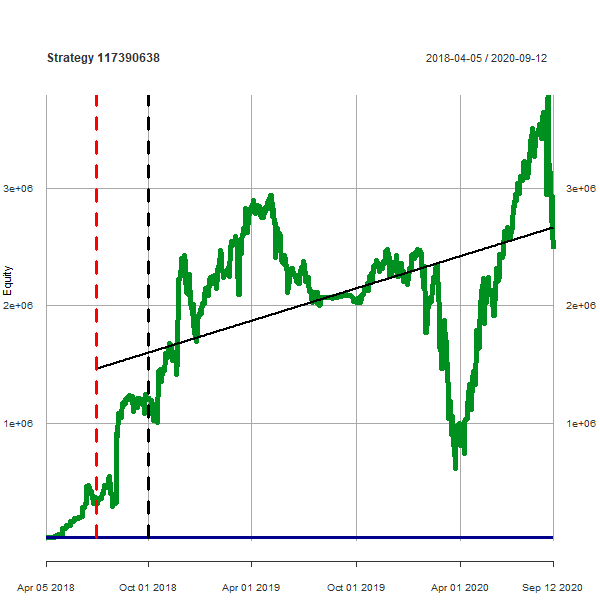 Strategy 117390638
2018-04-05 / 2020-09-12
3e+06
3e+06
Equity
2e+06
2e+06
1e+06
1e+06
Apr 05 2018
Oct 01 2018
Apr 01 2019
Oct 01 2019
Apr 01 2020
Sep 12 2020